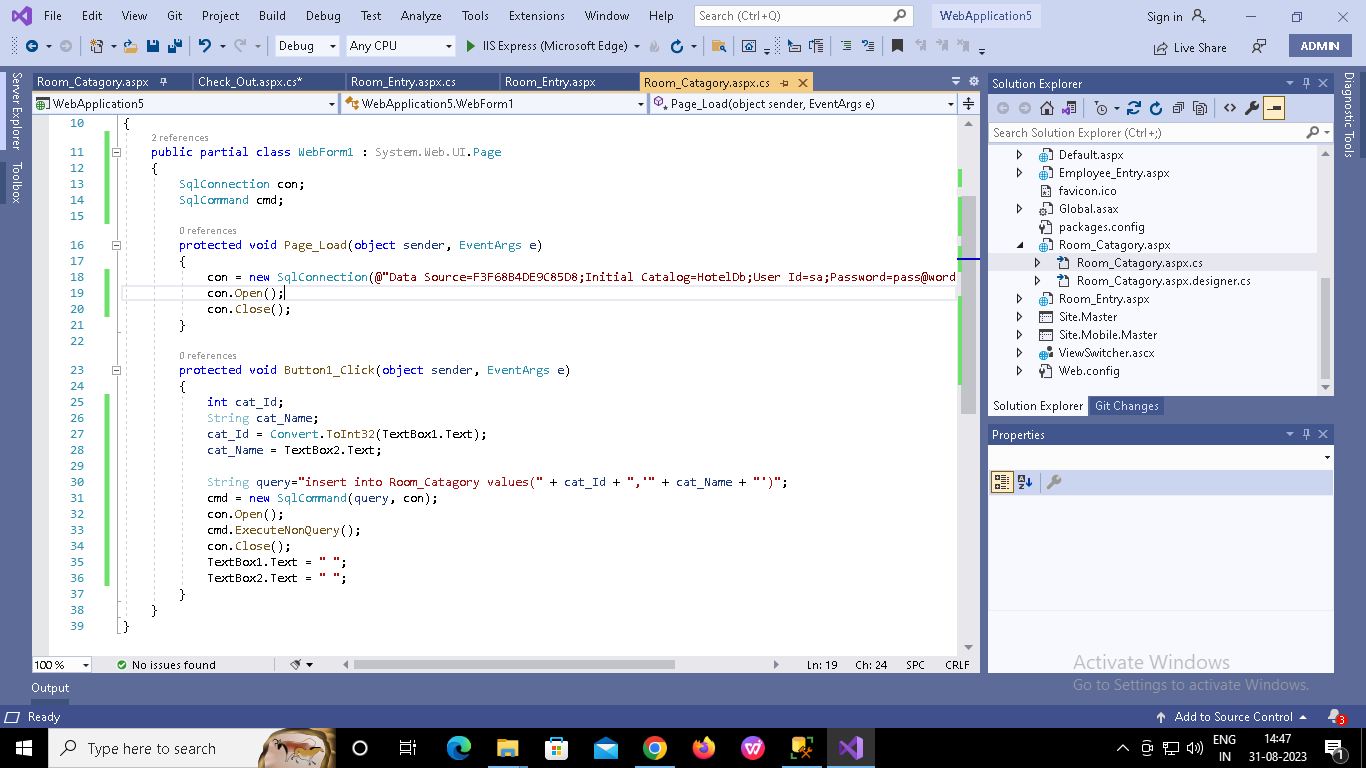 File Edit View Git Project Build Debug Test Analyze Tools Extensions Window Help Search (Ctrl+Q) WebApplication5 Sign in
Debug Any CPU IIS Express (Microsoft Edge) Live Share ADMIN
Server Explorer
Toolbox
Room_Catagory.aspx Check_Out.aspx.cs* Room_Entry.aspx.cs Room_Entry.aspx Room_Catagory.aspx.cs
WebApplication5 WebApplication5.WebForm1 Page_Load(object sender, EventArgs e)
10 {
2 references
11 public partial class WebForm1 : System.Web.UI.Page
12 {
13 SqlConnection con;
14 SqlCommand cmd;
15
0 references
16 protected void Page_Load(object sender, EventArgs e)
17 {
18 con = new SqlConnection(@"Data Source=F3F68B4DE9C85D8;Initial Catalog=HotelDb;User Id=sa;Password=pass@word
19 con.Open();
20 con.Close();
21 }
22
0 references
23 protected void Button1_Click(object sender, EventArgs e)
24 {
25 int cat_Id;
26 String cat_Name;
27 cat_Id = Convert.ToInt32(TextBox1.Text);
28 cat_Name = TextBox2.Text;
29
30 String query="insert into Room_Catagory values(" + cat_Id + ",'" + cat_Name + "')";
31 cmd = new SqlCommand(query, con);
32 con.Open();
33 cmd.ExecuteNonQuery();
34 con.Close();
35 TextBox1.Text = " ";
36 TextBox2.Text = " ";
37 }
38 }
39 }
100 % No issues found Ln: 19 Ch: 24 SPC CRLF
Solution Explorer
Search Solution Explorer (Ctrl+;)
Default.aspx
Employee_Entry.aspx
favicon.ico
Global.asax
packages.config
Room_Catagory.aspx
Room_Catagory.aspx.cs
Room_Catagory.aspx.designer.cs
Room_Entry.aspx
Site.Master
Site.Mobile.Master
ViewSwitcher.ascx
Web.config
Solution Explorer Git Changes
Properties
Diagnostic Tools
Activate Windows
Go to Settings to activate Windows.
Output
Ready Add to Source Control 3
Type here to search
ENG
IN
14:47
31-08-2023
1